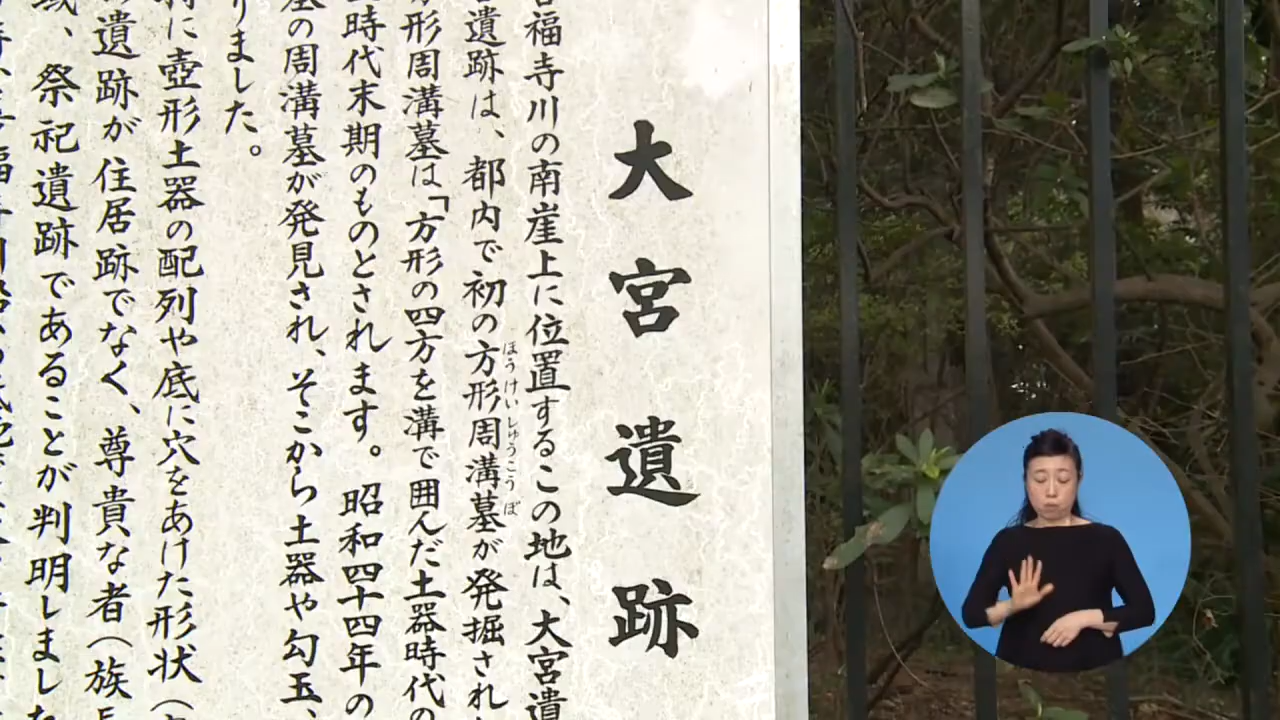 大宮遺跡
福寺川の南崖上に位置するこの地は、大宮遺
遺跡は、都内で初の方形周溝墓が発掘され
ほうけいしゅうこうぼ
形周溝墓は「方形の四方を溝で囲んだ土器時代の
時代末期のものとされます。昭和四十四年の
の周溝墓が発見され、そこから土器や勾玉、
りました。
に壺形土器の配列や底に穴をあけた形状（
遺跡が住居跡でなく、尊貴な者（族長
、祭祀遺跡であることが判明しました